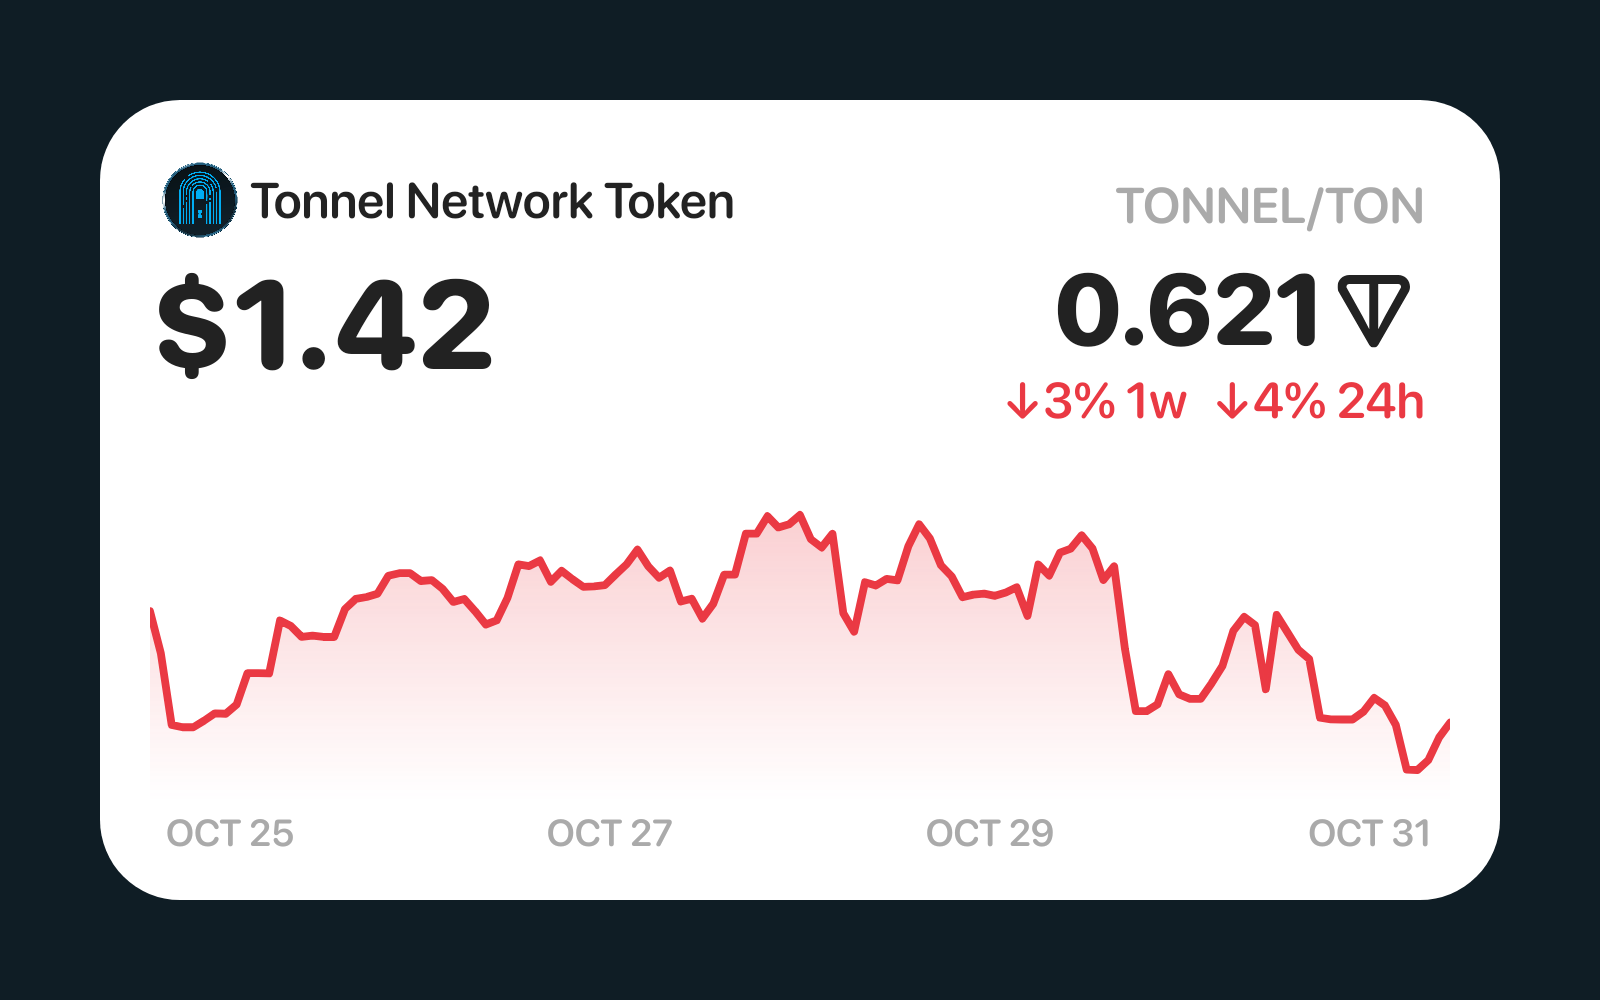 Tonnel Network Token
TONNEL/TON
$1.42
0.621
↓3% 1w ↓4% 24h
OCT 25 OCT 27 OCT 29 OCT 31